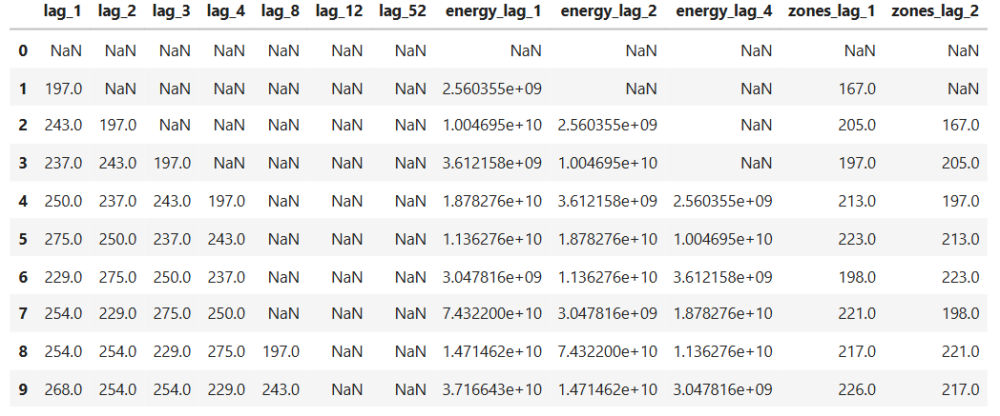 lag_1 lag_2 lag_3 lag_4 lag_8 lag_12 lag_52 energy_lag_1 energy_lag_2 energy_lag_4 zones_lag_1 zones_lag_2
0 NaN NaN NaN NaN NaN NaN NaN NaN NaN NaN NaN NaN
1 197.0 NaN NaN NaN NaN NaN NaN 2.560355e+09 NaN NaN 167.0 NaN
2 243.0 197.0 NaN NaN NaN NaN NaN 1.004695e+10 2.560355e+09 NaN 205.0 167.0
3 237.0 243.0 197.0 NaN NaN NaN NaN 3.612158e+09 1.004695e+10 NaN 197.0 205.0
4 250.0 237.0 243.0 197.0 NaN NaN NaN 1.878276e+10 3.612158e+09 2.560355e+09 213.0 197.0
5 275.0 250.0 237.0 243.0 NaN NaN NaN 1.136276e+10 1.878276e+10 1.004695e+10 223.0 213.0
6 229.0 275.0 250.0 237.0 NaN NaN NaN 3.047816e+09 1.136276e+10 3.612158e+09 198.0 223.0
7 254.0 229.0 275.0 250.0 NaN NaN NaN 7.432200e+10 3.047816e+09 1.878276e+10 221.0 198.0
8 254.0 254.0 229.0 275.0 197.0 NaN NaN 1.471462e+10 7.432200e+10 1.136276e+10 217.0 221.0
9 268.0 254.0 254.0 229.0 243.0 NaN NaN 3.716643e+10 1.471462e+10 3.047816e+09 226.0 217.0